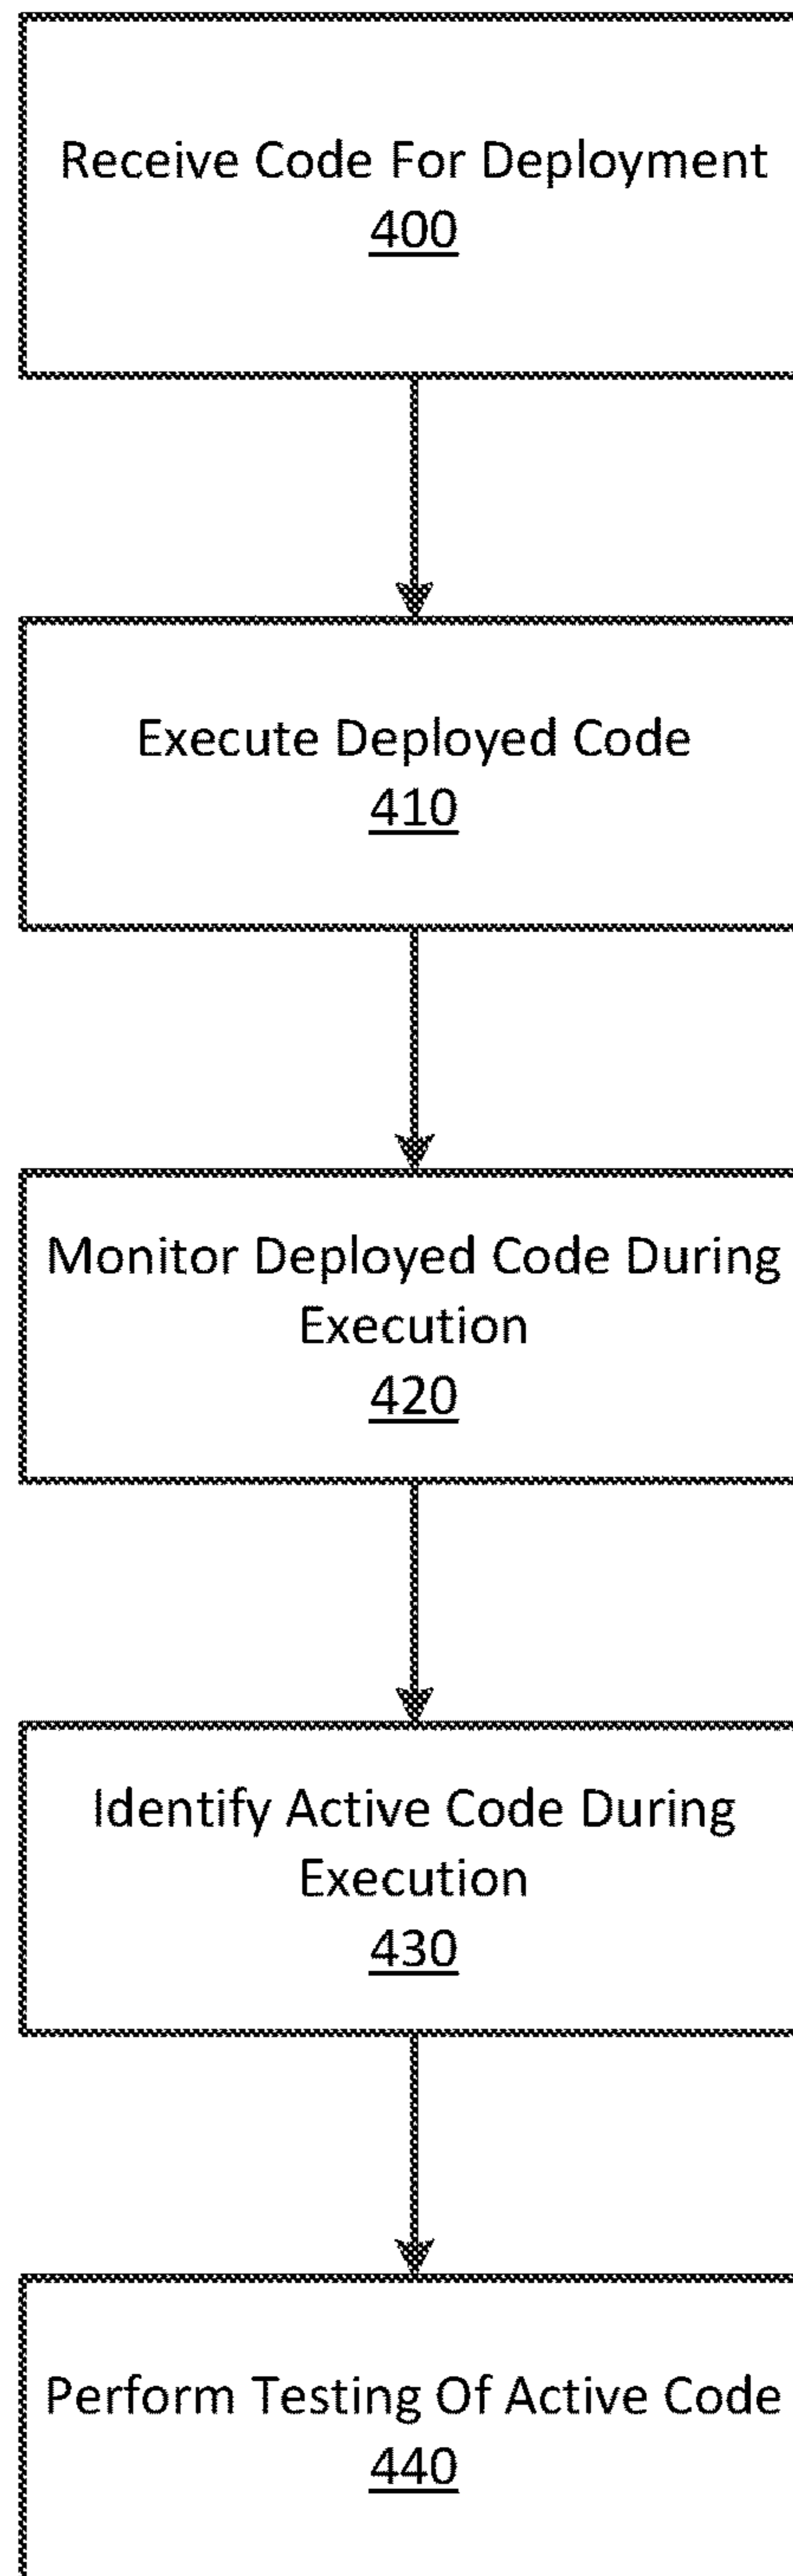 Receive Code For Deployment
400
Execute Deployed Code
410
Monitor Deployed Code During
Execution
420
Identify Active Code During
Execution
430
Perform Testing Of Active Code
440